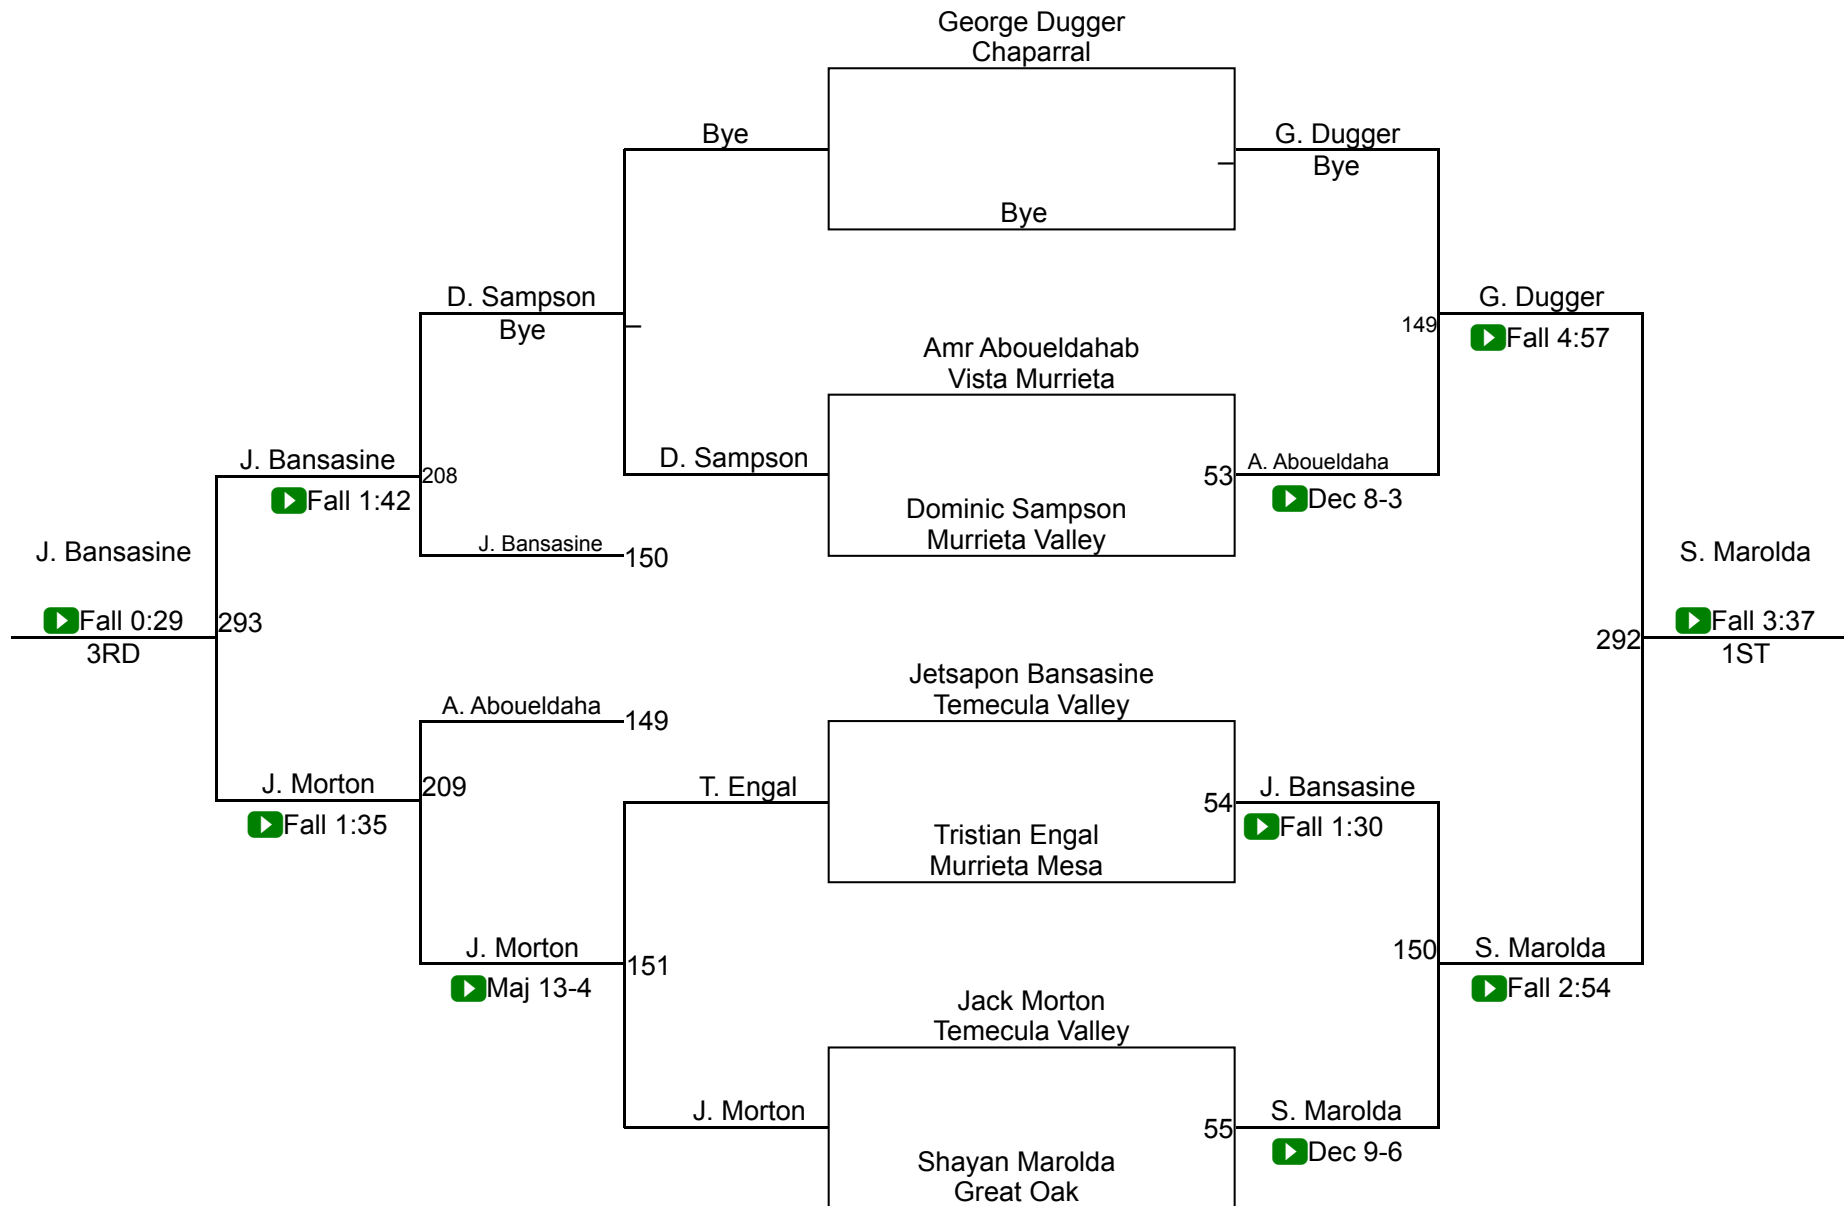 George Dugger
Chaparral
Bye
G. Dugger
Bye
Bye
D. Sampson
Bye
G. Dugger
149
Fall 4:57
Amr Aboueldahab
Vista Murrieta
J. Bansasine
208
Fall 1:42
D. Sampson
53
A. Aboueldaha
Dec 8-3
Dominic Sampson
Murrieta Valley
J. Bansasine
150
J. Bansasine
S. Marolda
Fall 0:29
293
3RD
292
Fall 3:37
1ST
Jetsapon Bansasine
Temecula Valley
A. Aboueldaha
149
J. Morton
209
Fall 1:35
T. Engal
54
J. Bansasine
Fall 1:30
Tristian Engal
Murrieta Mesa
J. Morton
151
Maj 13-4
150
S. Marolda
Fall 2:54
Jack Morton
Temecula Valley
J. Morton
55
S. Marolda
Dec 9-6
Shayan Marolda
Great Oak